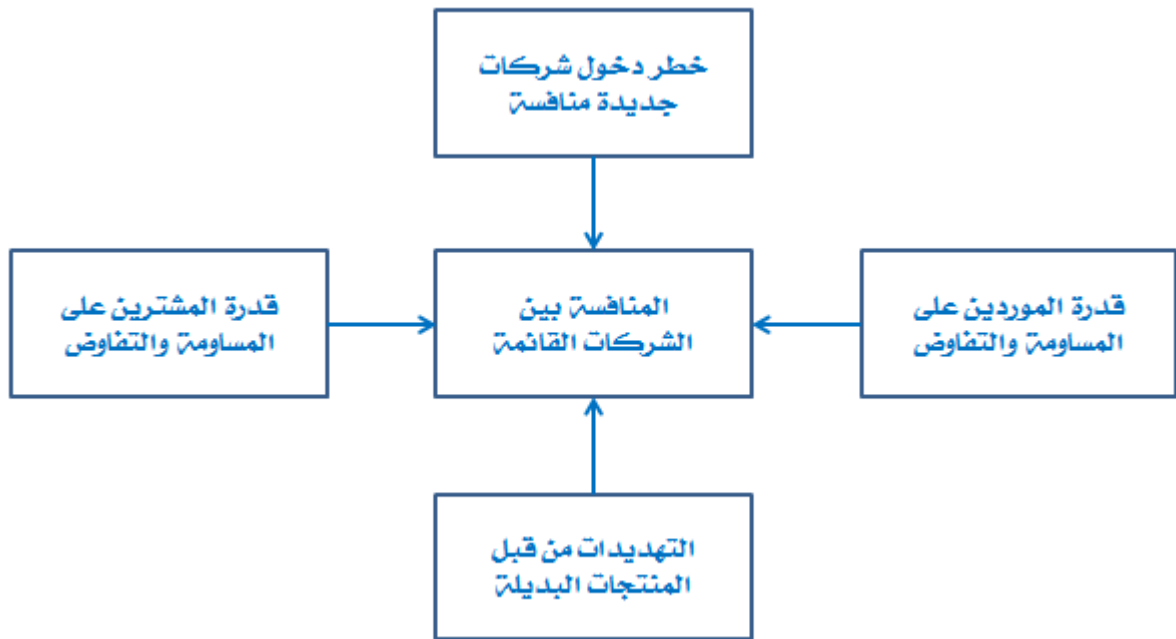 خطر دخول شركات
جديدة منافسة
قدرة الموردين على
المساومة والتفاوض
المنافسة بين
الشركات القائمة
قدرة المشترين على
المساومة والتفاوض
التهديدات من قبل
المنتجات البديلة